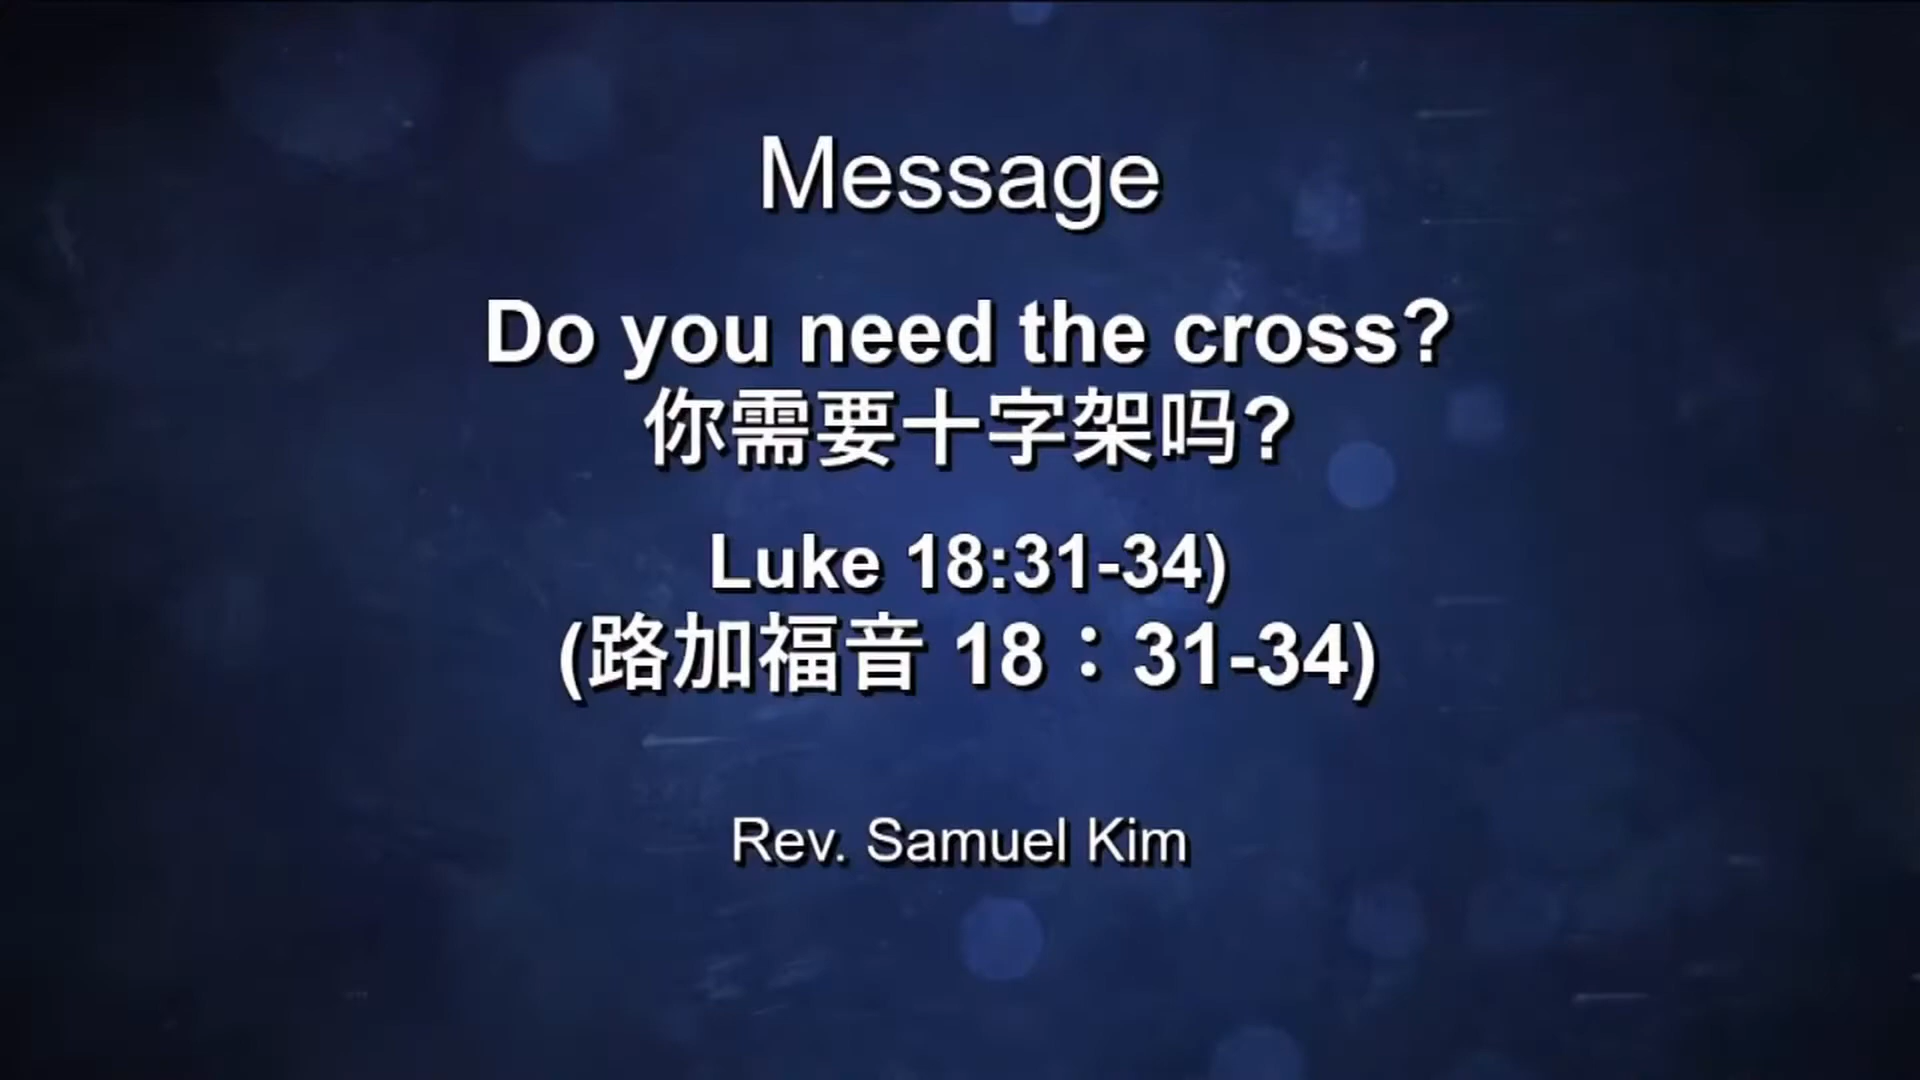 Message
Do you need the cross?
你需要十字架吗?
Luke 18:31-34)
(路加福音 18：31-34)
Rev. Samuel Kim